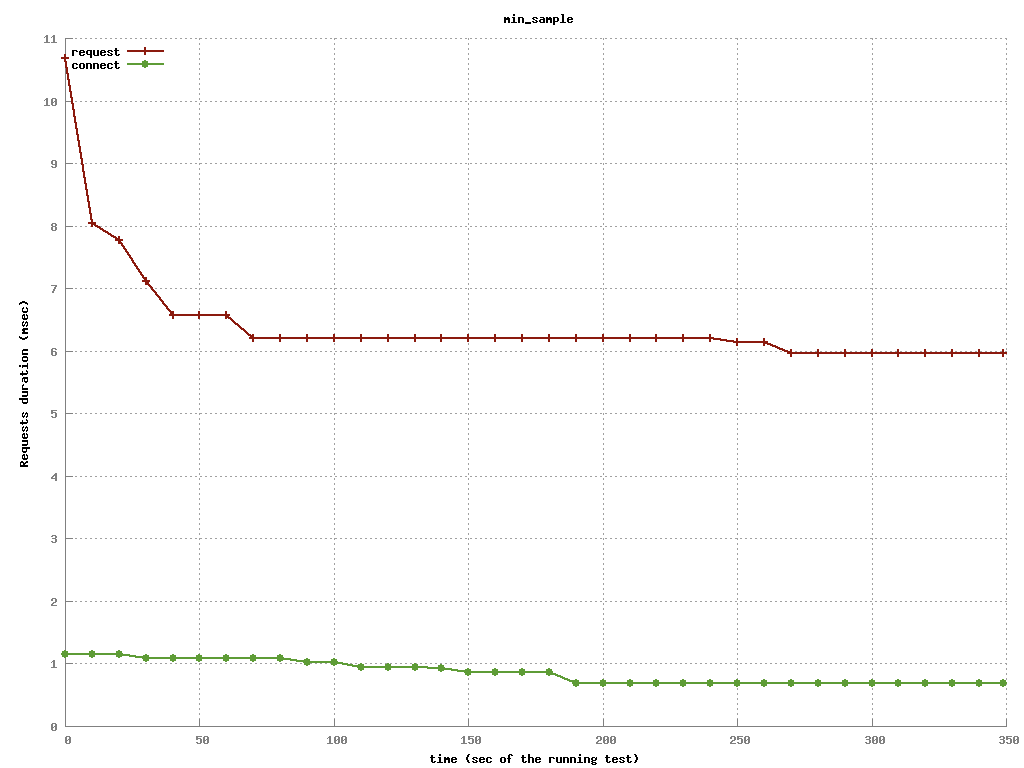 min_sample
request
connect
11
10
9
8
7
6
5
4
3
2
1
0
Requests duration (msec)
0 50 100 150 200 250 300 350
time (sec of the running test)